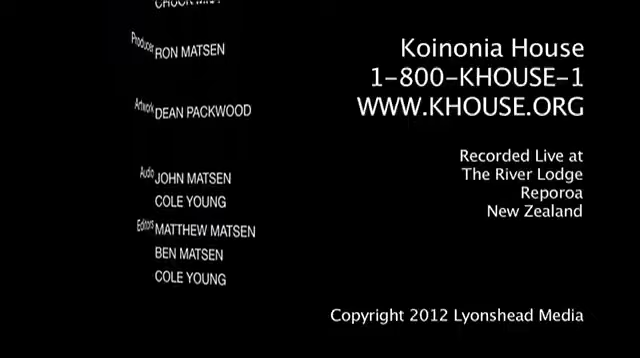 Producer RON MATSEN
Artwork DEAN PACKWOOD
Audio JOHN MATSEN
COLE YOUNG
Editors MATTHEW MATSEN
BEN MATSEN
COLE YOUNG
Koinonia House
1-800-KHOUSE-1
WWW.KHOUSE.ORG
Recorded Live at
The River Lodge
Reporoa
New Zealand
Copyright 2012 Lyonshead Media